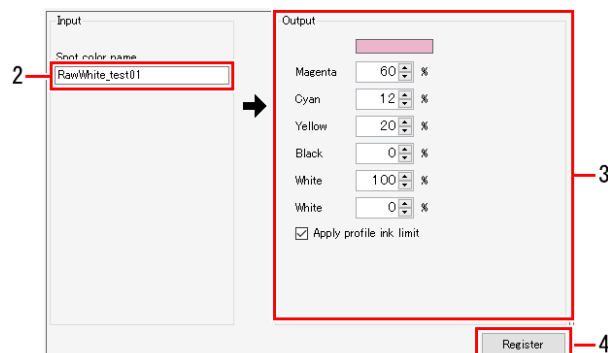 Input
Spot color name
2
RawWhite_test01
Output
Magenta 60 %
Cyan 12 %
Yellow 20 %
Black 0 %
White 100 %
White 0 %
Apply profile ink limit
3
Register
4